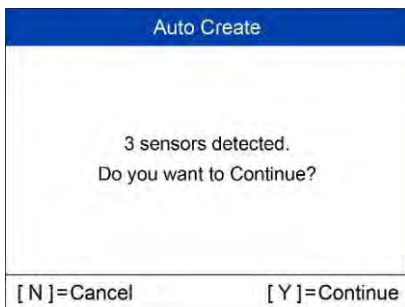 Auto Create
3 sensors detected.
Do you want to Continue?
[ N ]=Cancel [ Y ]=Continue